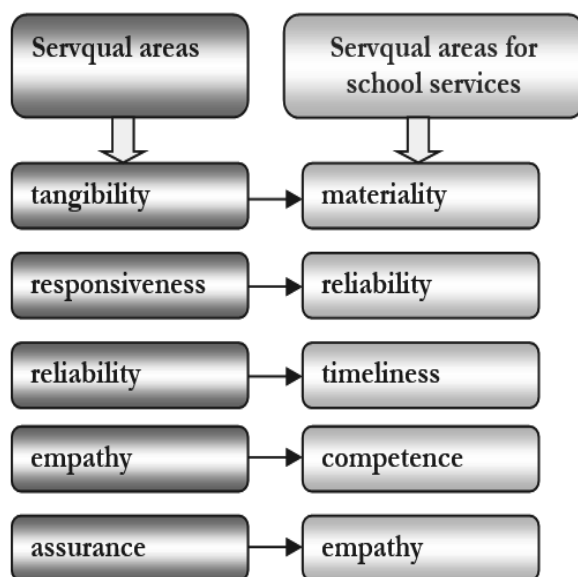 Servqual areas
Servqual areas for
school services
tangibility
materiality
responsiveness
reliability
reliability
timeliness
empathy
competence
assurance
empathy